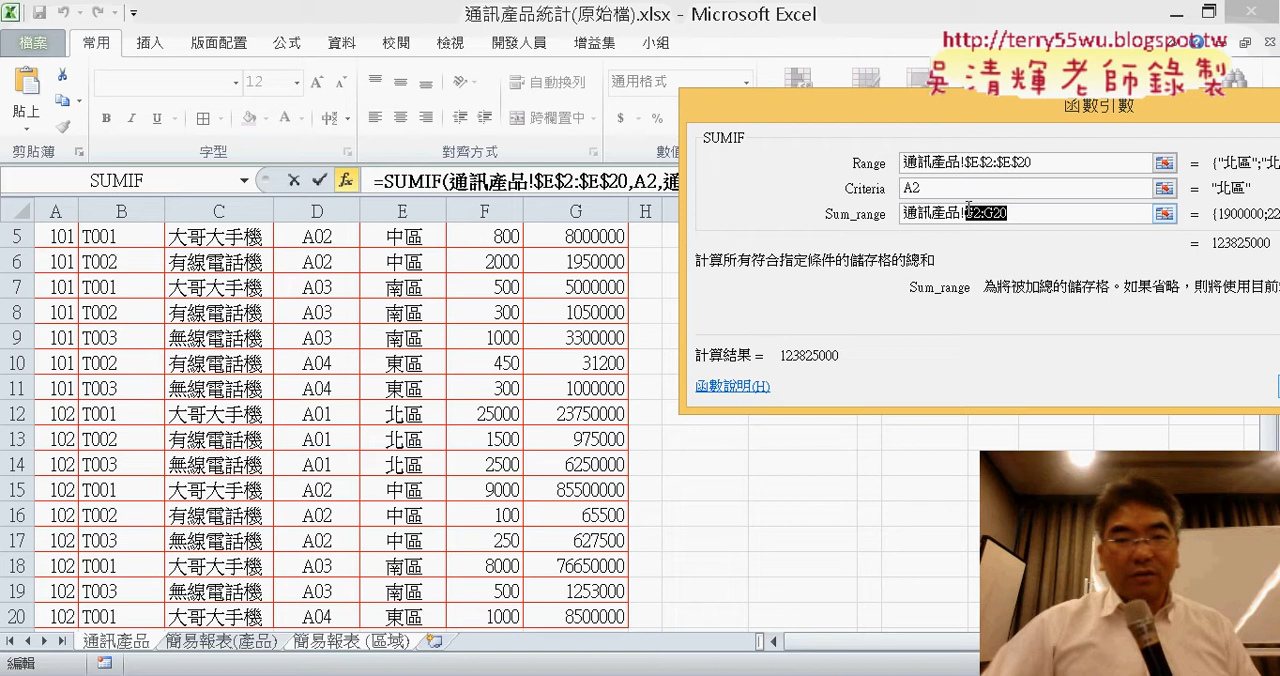 通訊產品統計(原始檔).xlsx - Microsoft Excel
http://terry55wu.blogspot.tw
吳清輝老師錄製
檔案 常用 插入 版面配置 公式 資料 校閱 檢視 開發人員 增益集 小組
貼上
12
自動換列
通用格式
B I U A 中
跨欄置中
$ %
剪貼簿 字型 對齊方式 數值
SUMIF
=SUMIF(通訊產品!$E$2:$E$20,A2,通
函數引數
SUMIF
Range 通訊產品!$E$2:$E$20 = {"北區";"北
Criteria A2 = "北區"
Sum_range = {1900000;22
= 123825000
計算所有符合指定條件的儲存格的總和
Sum_range 為將被加總的儲存格。如果省略，則將使用目前
計算結果 = 123825000
函數說明(H)
A B C D E F G H
5 101 T001 大哥大手機 A02 中區 800 8000000
6 101 T002 有線電話機 A02 中區 2000 1950000
7 101 T001 大哥大手機 A03 南區 500 5000000
8 101 T002 有線電話機 A03 南區 300 1050000
9 101 T003 無線電話機 A03 南區 1000 3300000
10 101 T002 有線電話機 A04 東區 450 31200
11 101 T003 無線電話機 A04 東區 300 1000000
12 102 T001 大哥大手機 A01 北區 25000 23750000
13 102 T002 有線電話機 A01 北區 1500 975000
14 102 T003 無線電話機 A01 北區 2500 6250000
15 102 T001 大哥大手機 A02 中區 9000 85500000
16 102 T002 有線電話機 A02 中區 100 65500
17 102 T003 無線電話機 A02 中區 250 627500
18 102 T001 大哥大手機 A03 南區 8000 76650000
19 102 T003 無線電話機 A03 南區 500 1253000
20 102 T001 大哥大手機 A04 東區 1000 8500000
通訊產品 簡易報表(產品) 簡易報表 (區域)
編輯